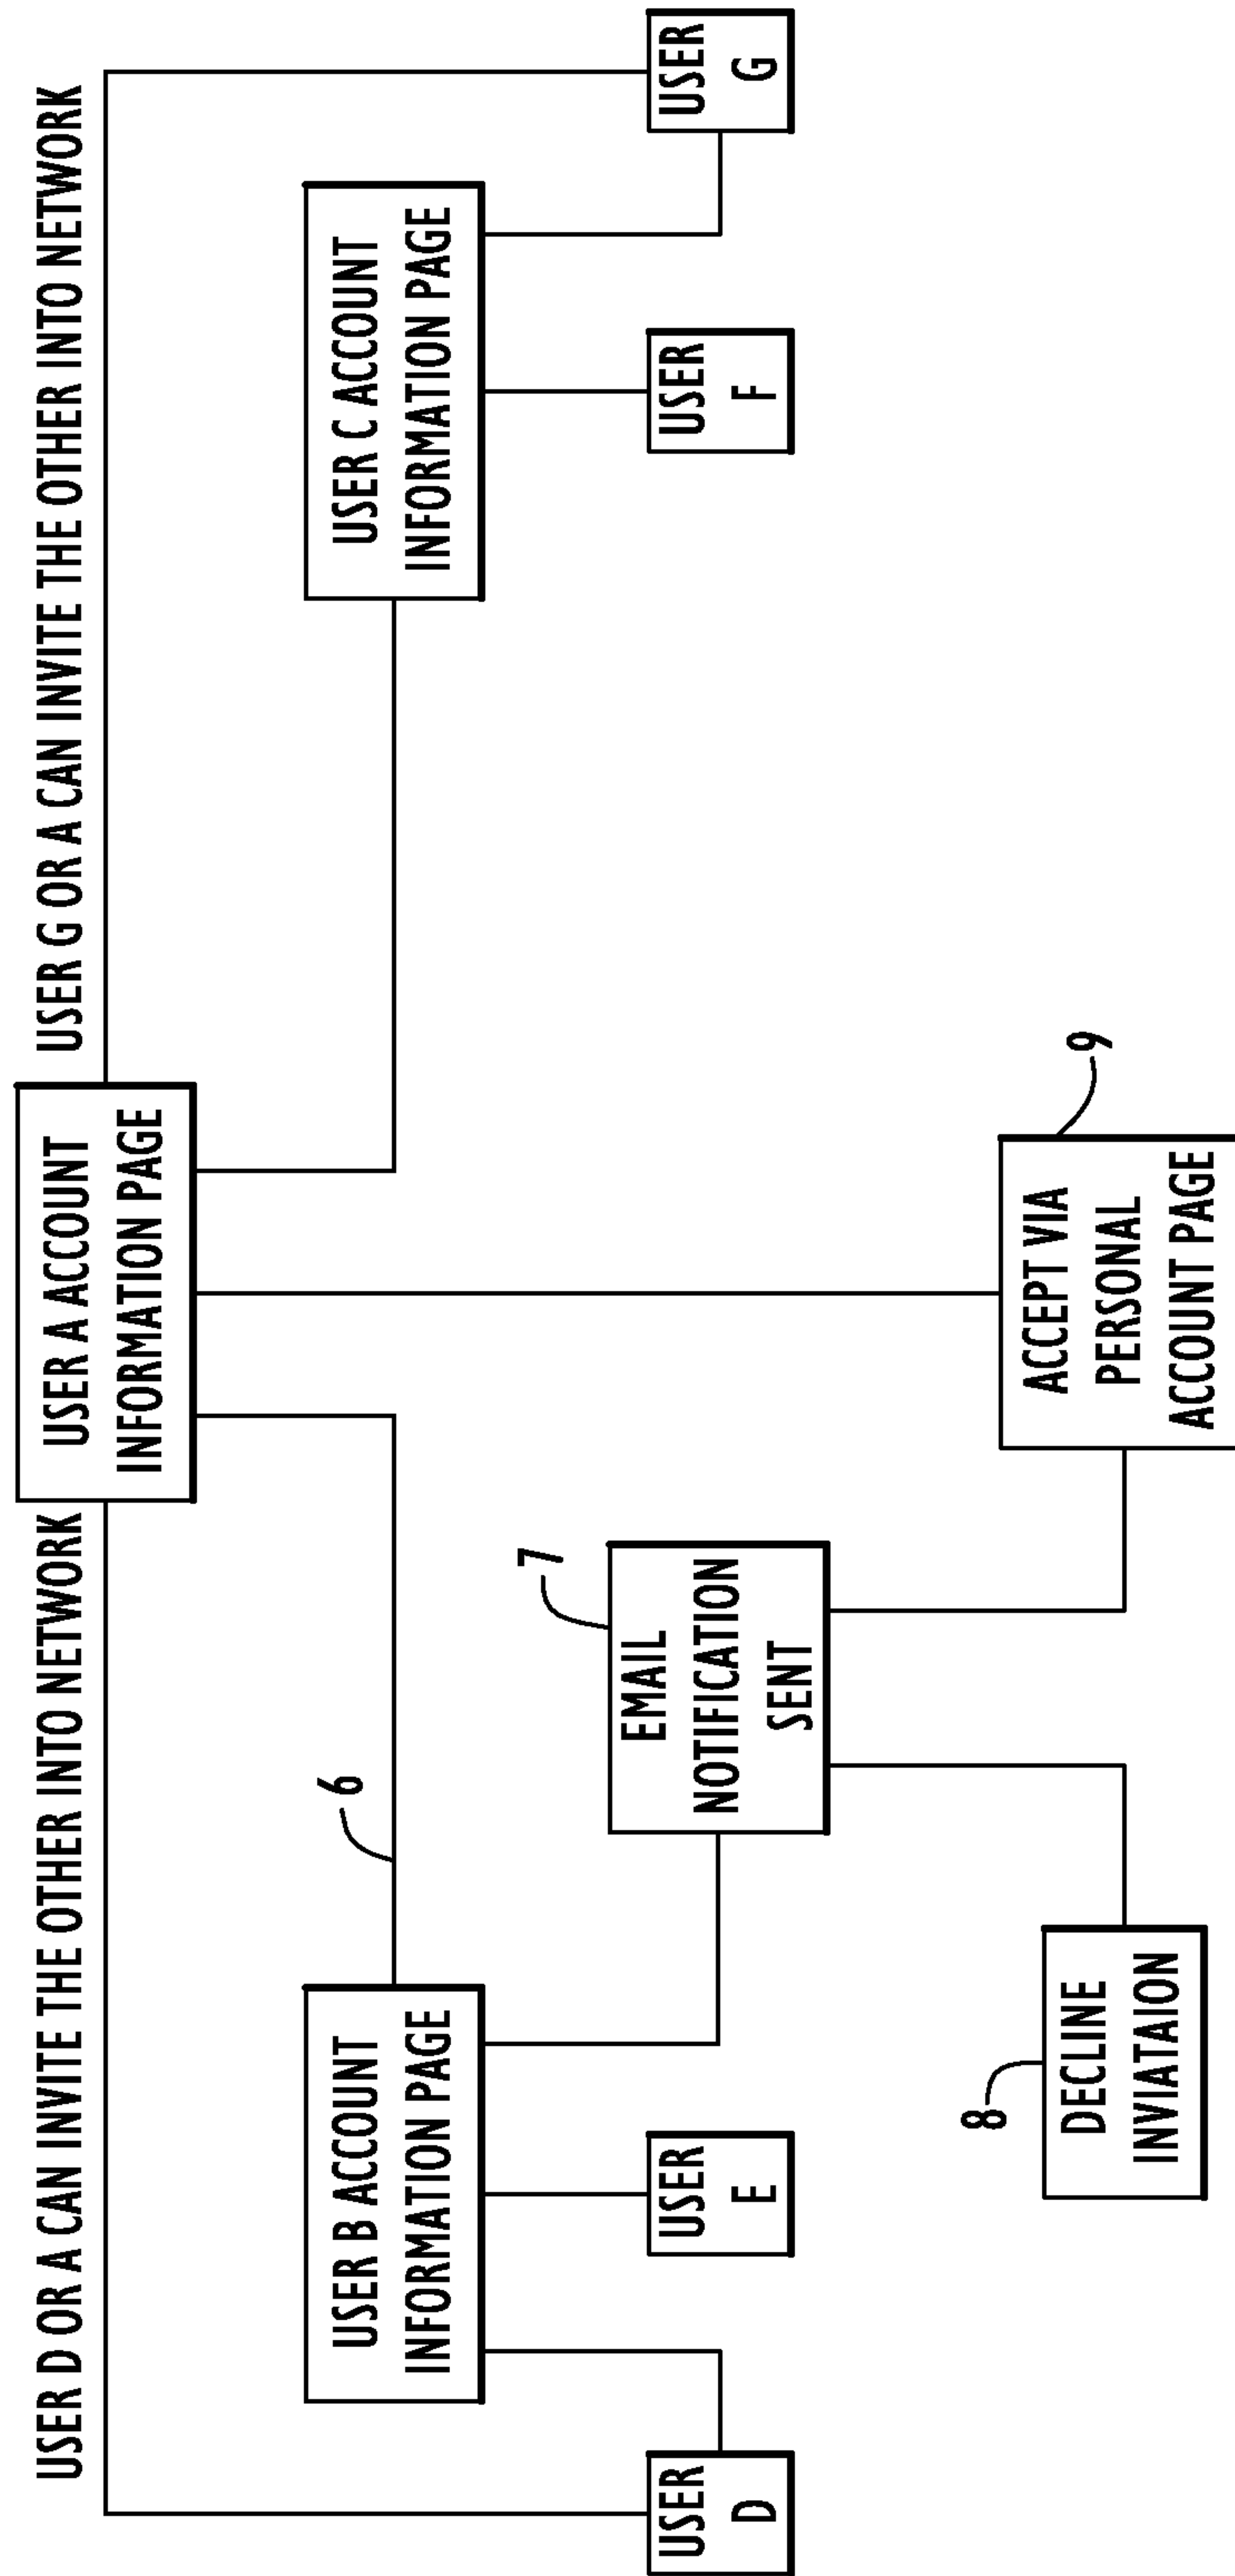 USER D OR A CAN INVITE THE OTHER INTO NETWORK
USER A ACCOUNT
INFORMATION PAGE
USER G OR A CAN INVITE THE OTHER INTO NETWORK
USER B ACCOUNT
INFORMATION PAGE
6
USER C ACCOUNT
INFORMATION PAGE
USER
D
USER
E
7
EMAIL
NOTIFICATION
SENT
USER
F
USER
G
8
DECLINE
INVIATAION
ACCEPT VIA
PERSONAL
ACCOUNT PAGE
9